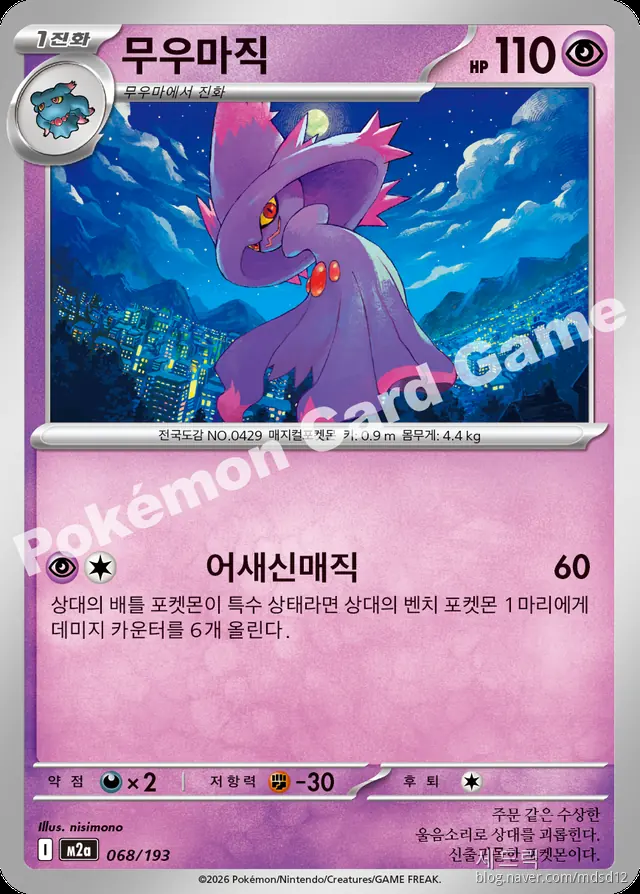 1진화
무우마직
HP 110
무우마에서 진화
전국도감 NO.0429 매지컬포켓몬 키: 0.9 m 몸무게: 4.4 kg
Pokémon Card Game
어새신매직 60
상대의 배틀 포켓몬이 특수 상태라면 상대의 벤치 포켓몬 1마리에게
데미지 카운터를 6개 올린다.
약점 ×2 저항력 -30 후퇴
Illus. nisimono
I M2a 068/193
주문 같은 수상한
울음소리로 상대를 괴롭힌다.
신출귀몰한 포켓몬이다.
blog.naver.com/mdsd12
©2026 Pokémon/Nintendo/Creatures/GAME FREAK.